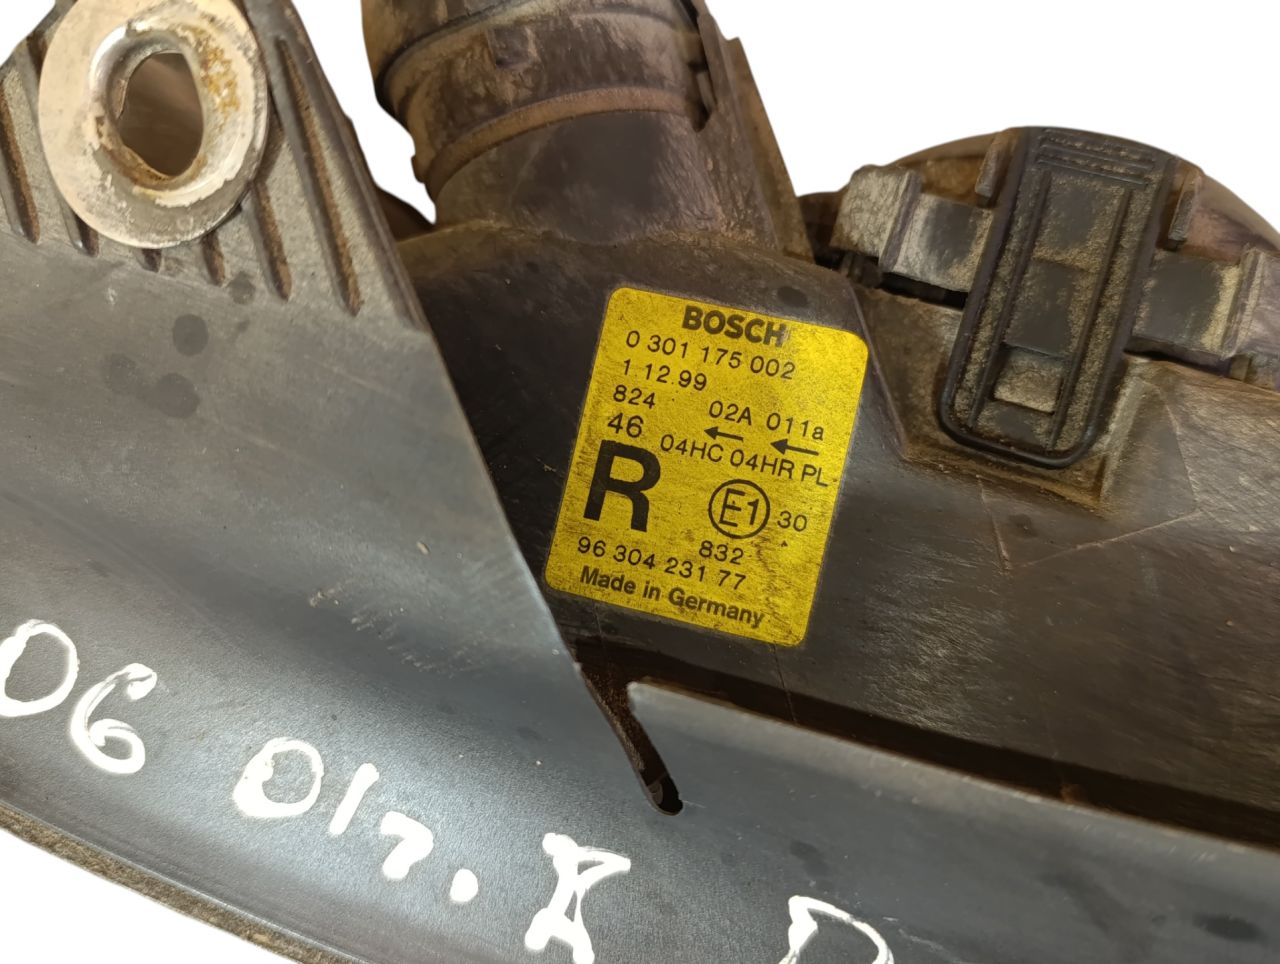 BOSCH
0 301 175 002
1 12.99
824
02A 011a
46
04HC 04HR PL
R
E1 30
832
96 304 231 77
Made in Germany
06 01г.